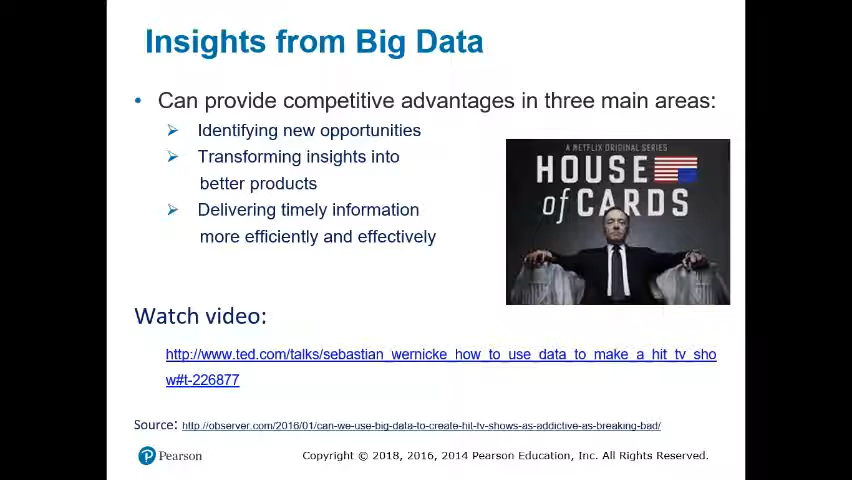 Insights from Big Data
• Can provide competitive advantages in three main areas:
➢ Identifying new opportunities
➢ Transforming insights into
better products
➢ Delivering timely information
more efficiently and effectively
A NETFLIX ORIGINAL SERIES
HOUSE
of CARDS
Watch video:
http://www.ted.com/talks/sebastian_wernicke_how_to_use_data_to_make_a_hit_tv_sho
w#t-226877
Source: http://observer.com/2016/01/can-we-use-big-data-to-create-hit-tv-shows-as-addictive-as-breaking-bad/
Pearson
Copyright © 2018, 2016, 2014 Pearson Education, Inc. All Rights Reserved.